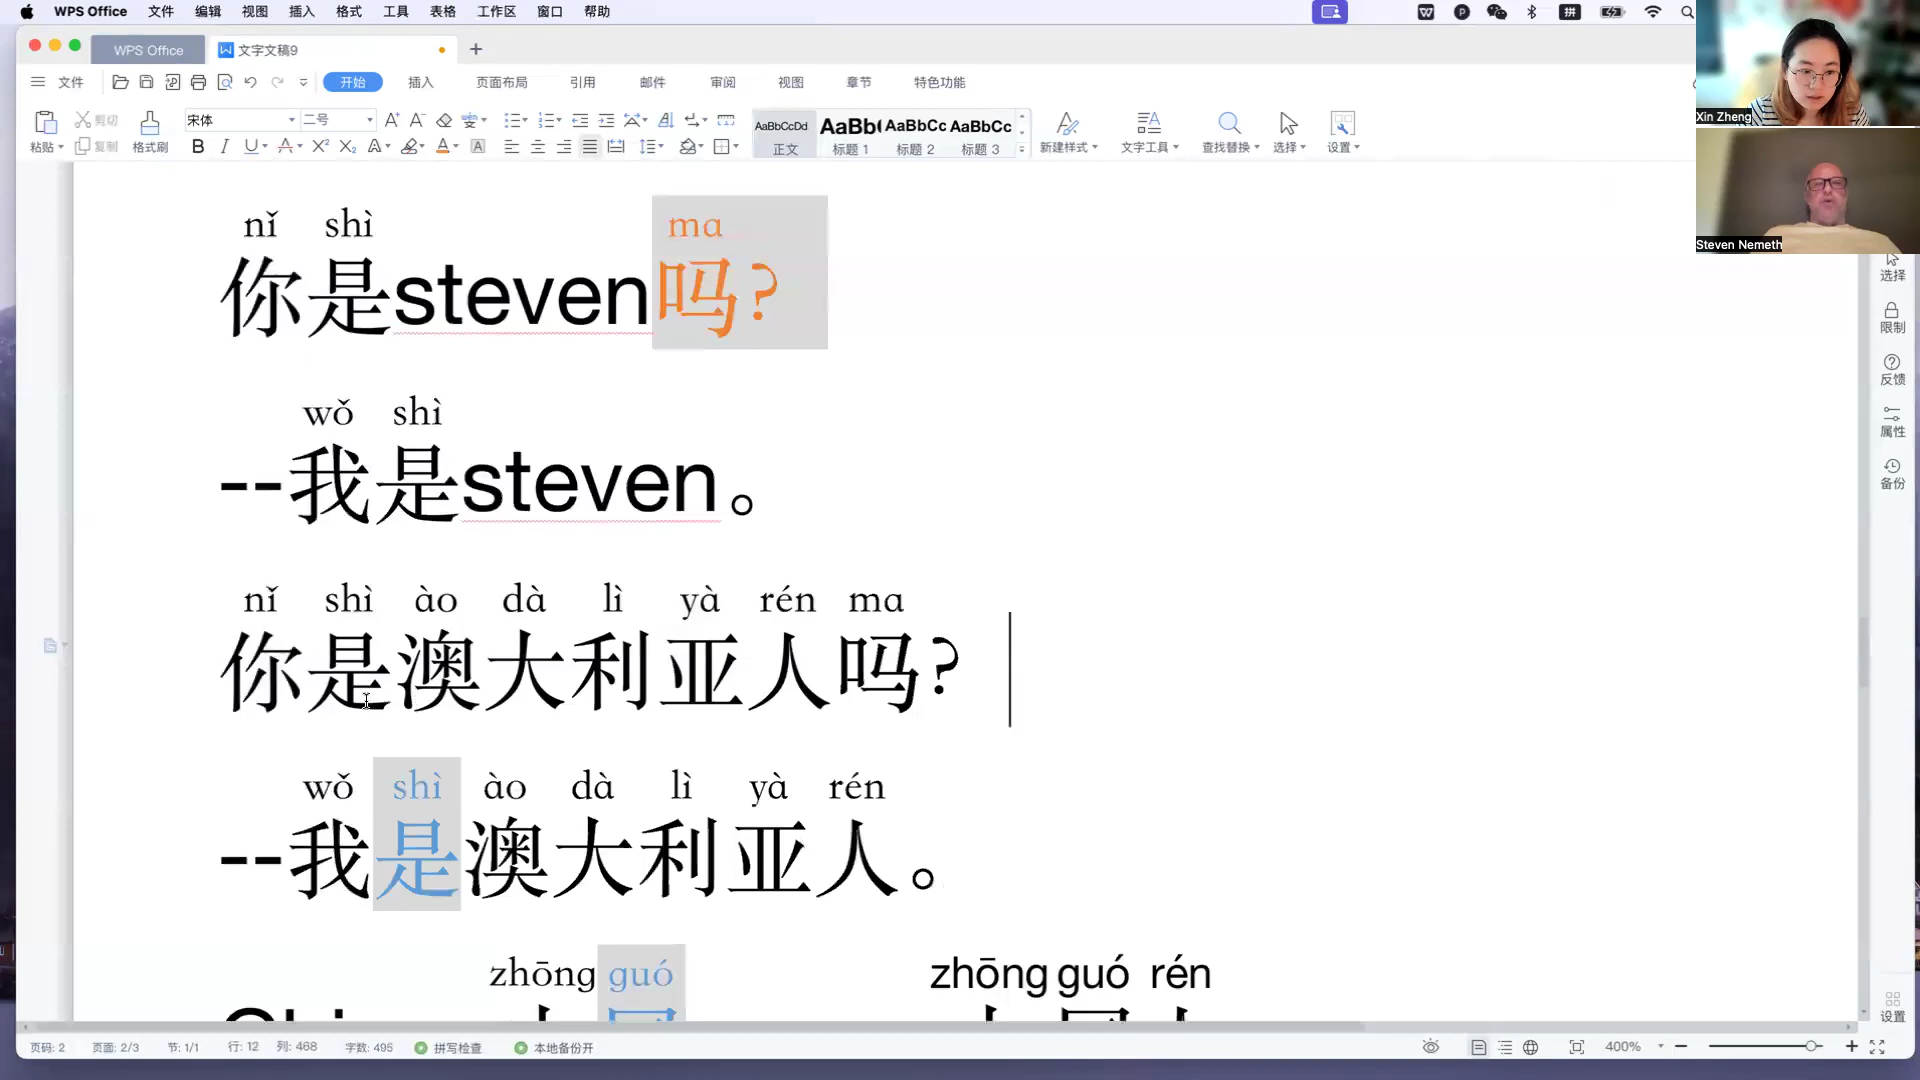 WPS Office 文件 编辑 视图 插入 格式 工具 表格 工作区 窗口 帮助
WPS Office 文字文稿9
文件 开始 插入 页面布局 引用 邮件 审阅 视图 章节 特色功能
粘贴 剪切 复制 格式刷 宋体 二号
AaBbCcDd AaBb( AaBbCc AaBbCc
正文 标题 1 标题 2 标题 3 新建样式 文字工具 查找替换 选择 设置
Xin Zheng
Steven Nemeth
选择
限制
反馈
属性
备份
设置
nǐ shì ma
你是steven吗?
wǒ shì
--我是steven。
nǐ shì ào dà lì yà rén ma
你是澳大利亚人吗?
wǒ shì ào dà lì yà rén
--我是澳大利亚人。
zhōng guó zhōng guó rén
页码: 2 页面: 2/3 节: 1/1 行: 12 列: 468 字数: 495 拼写检查 本地备份开 400%